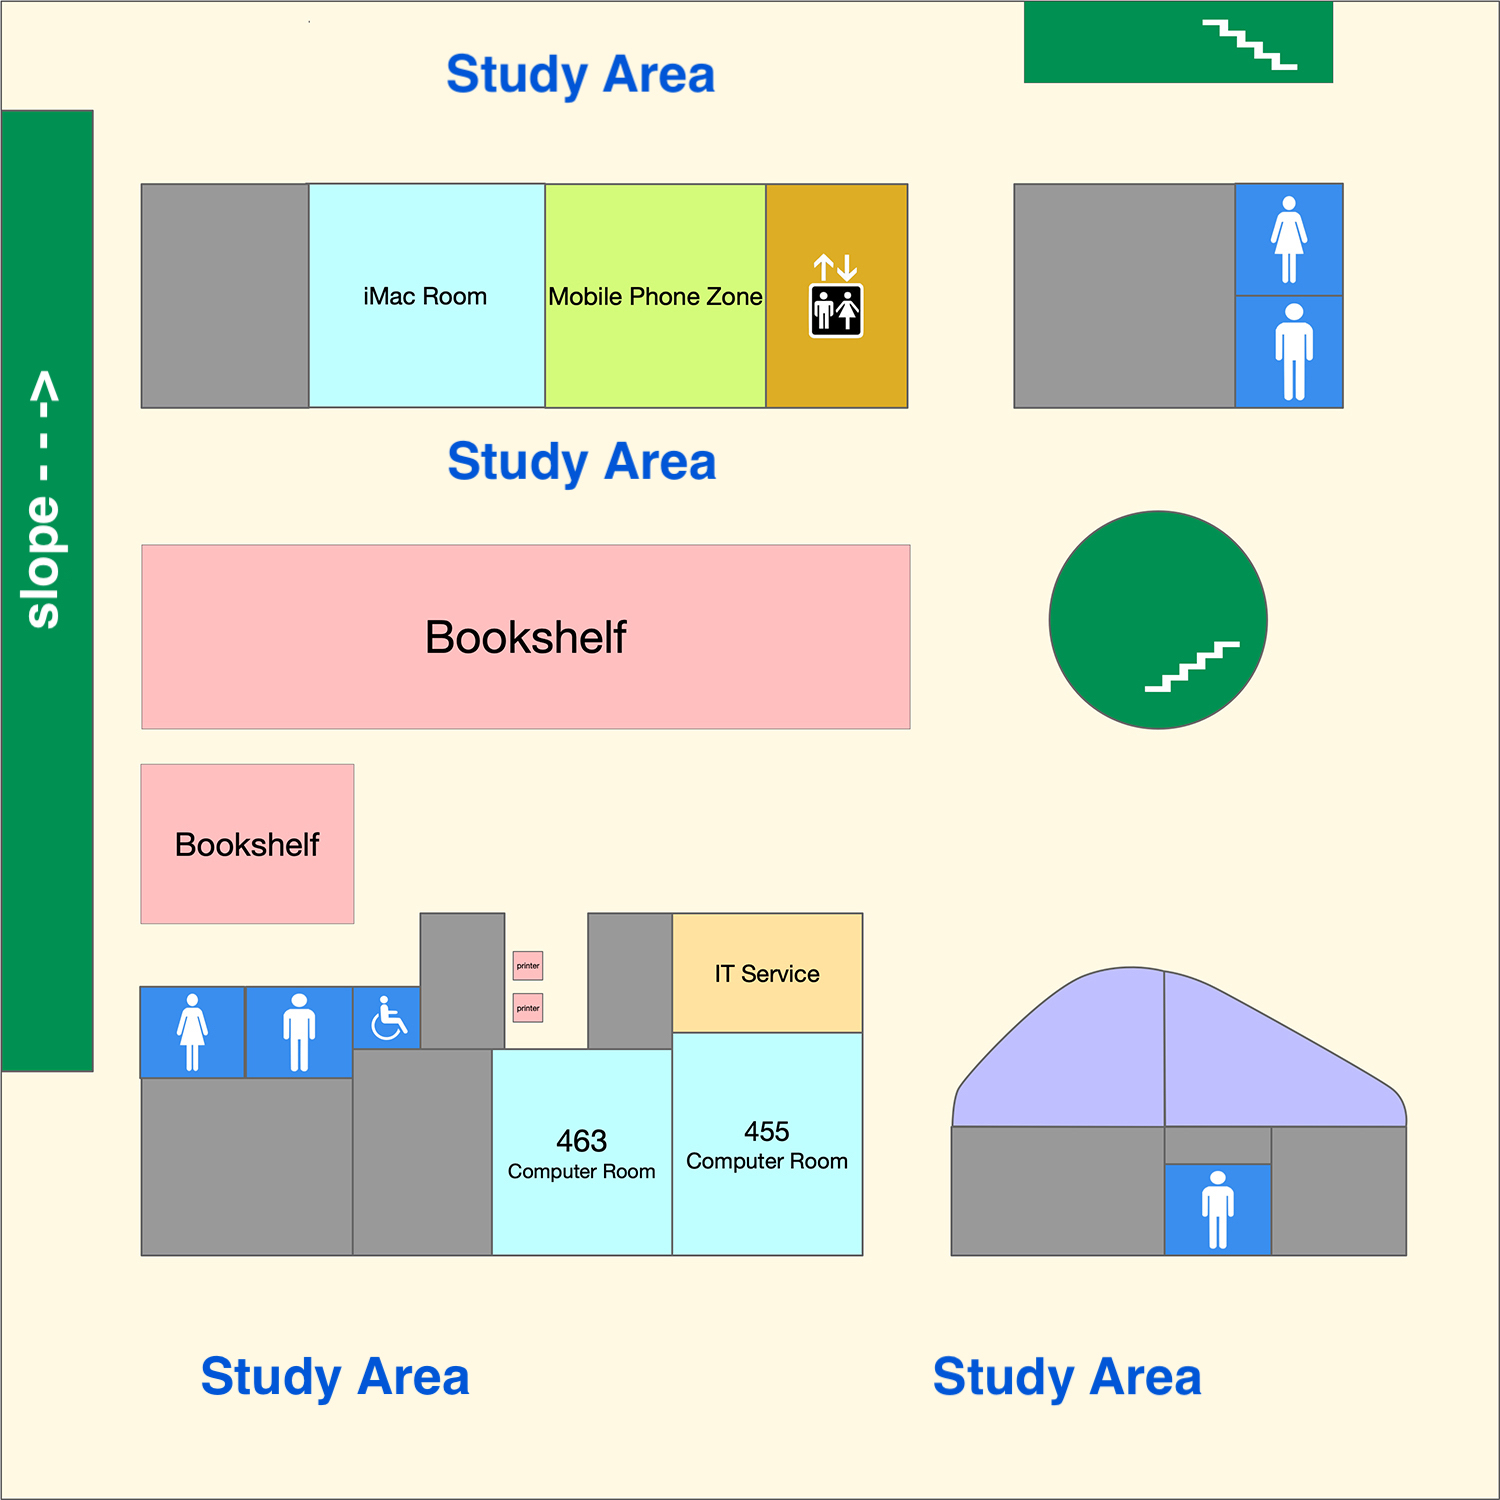 Study Area
iMac Room
Mobile Phone Zone
Study Area
slope - - ->
Bookshelf
Bookshelf
printer
printer
IT Service
463
Computer Room
455
Computer Room
Study Area
Study Area